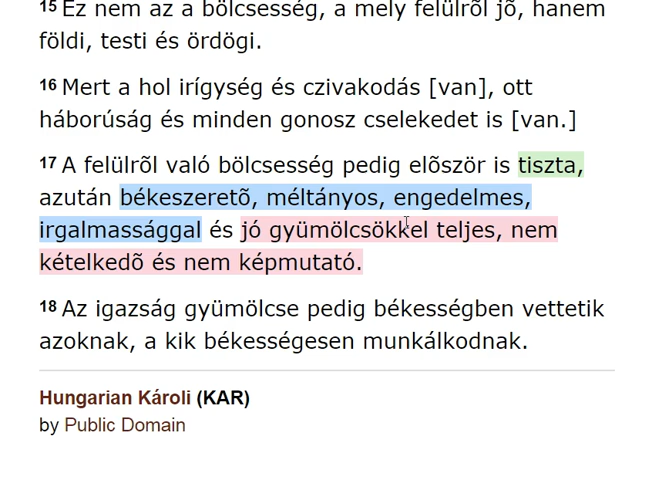 15 Ez nem az a bölcsesség, a mely felülrõl jõ, hanem
földi, testi és ördögi.
16 Mert a hol irígység és czivakodás [van], ott
háborúság és minden gonosz cselekedet is [van.]
17 A felülrõl való bölcsesség pedig elõször is tiszta,
azután békeszeretõ, méltányos, engedelmes,
irgalmassággal és jó gyümölcsökkel teljes, nem
kételkedõ és nem képmutató.
18 Az igazság gyümölcse pedig békességben vettetik
azoknak, a kik békességesen munkálkodnak.
Hungarian Károli (KAR)
by Public Domain